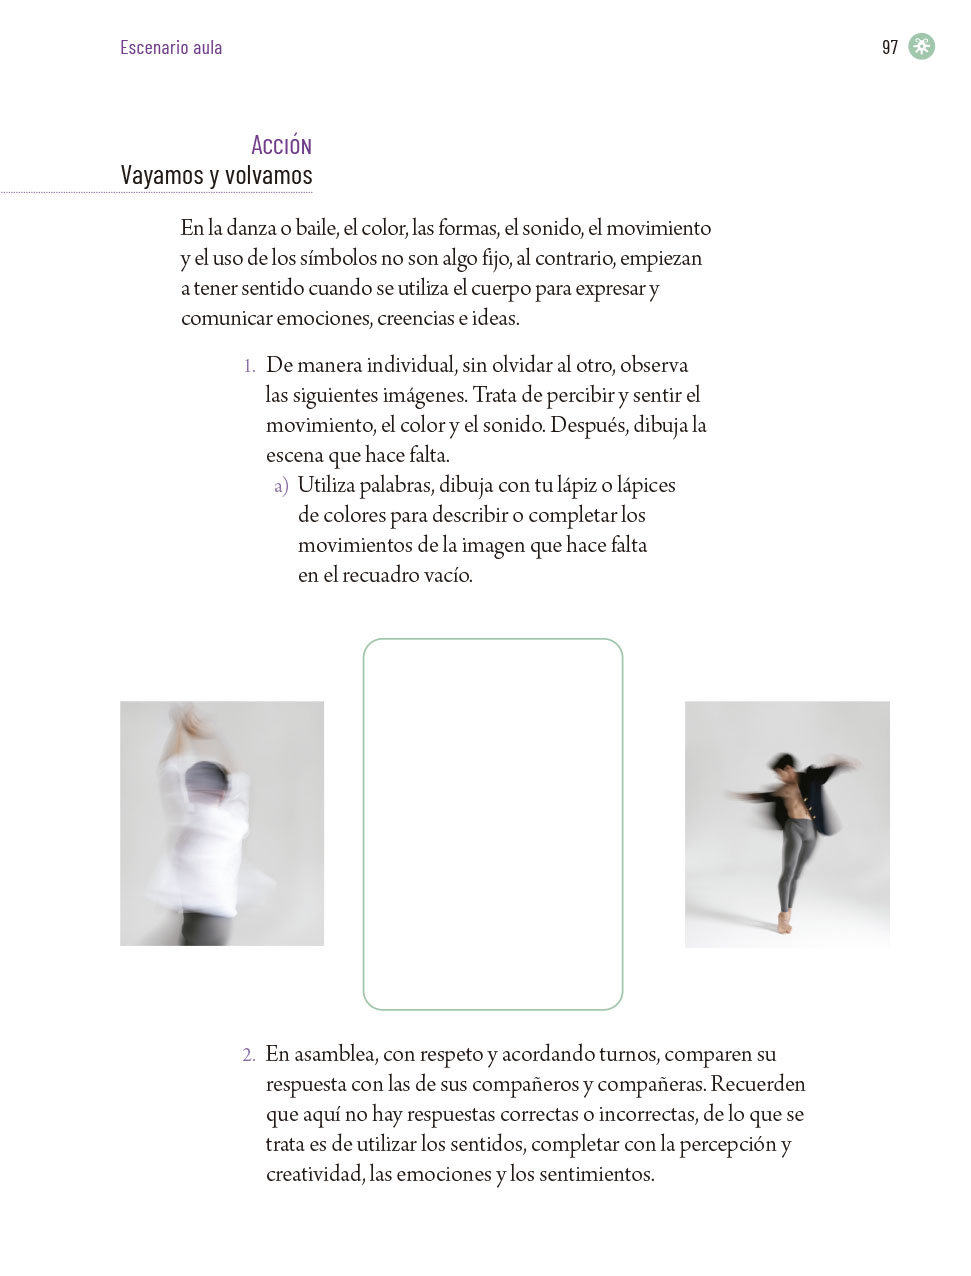 Escenario aula
97
Acción
Vayamos y volvamos
En la danza o baile, el color, las formas, el sonido, el movimiento
y el uso de los símbolos no son algo fijo, al contrario, empiezan
a tener sentido cuando se utiliza el cuerpo para expresar y
comunicar emociones, creencias e ideas.
1. De manera individual, sin olvidar al otro, observa
las siguientes imágenes. Trata de percibir y sentir el
movimiento, el color y el sonido. Después, dibuja la
escena que hace falta.
a) Utiliza palabras, dibuja con tu lápiz o lápices
de colores para describir o completar los
movimientos de la imagen que hace falta
en el recuadro vacío.
2. En asamblea, con respeto y acordando turnos, comparen su
respuesta con las de sus compañeros y compañeras. Recuerden
que aquí no hay respuestas correctas o incorrectas, de lo que se
trata es de utilizar los sentidos, completar con la percepción y
creatividad, las emociones y los sentimientos.